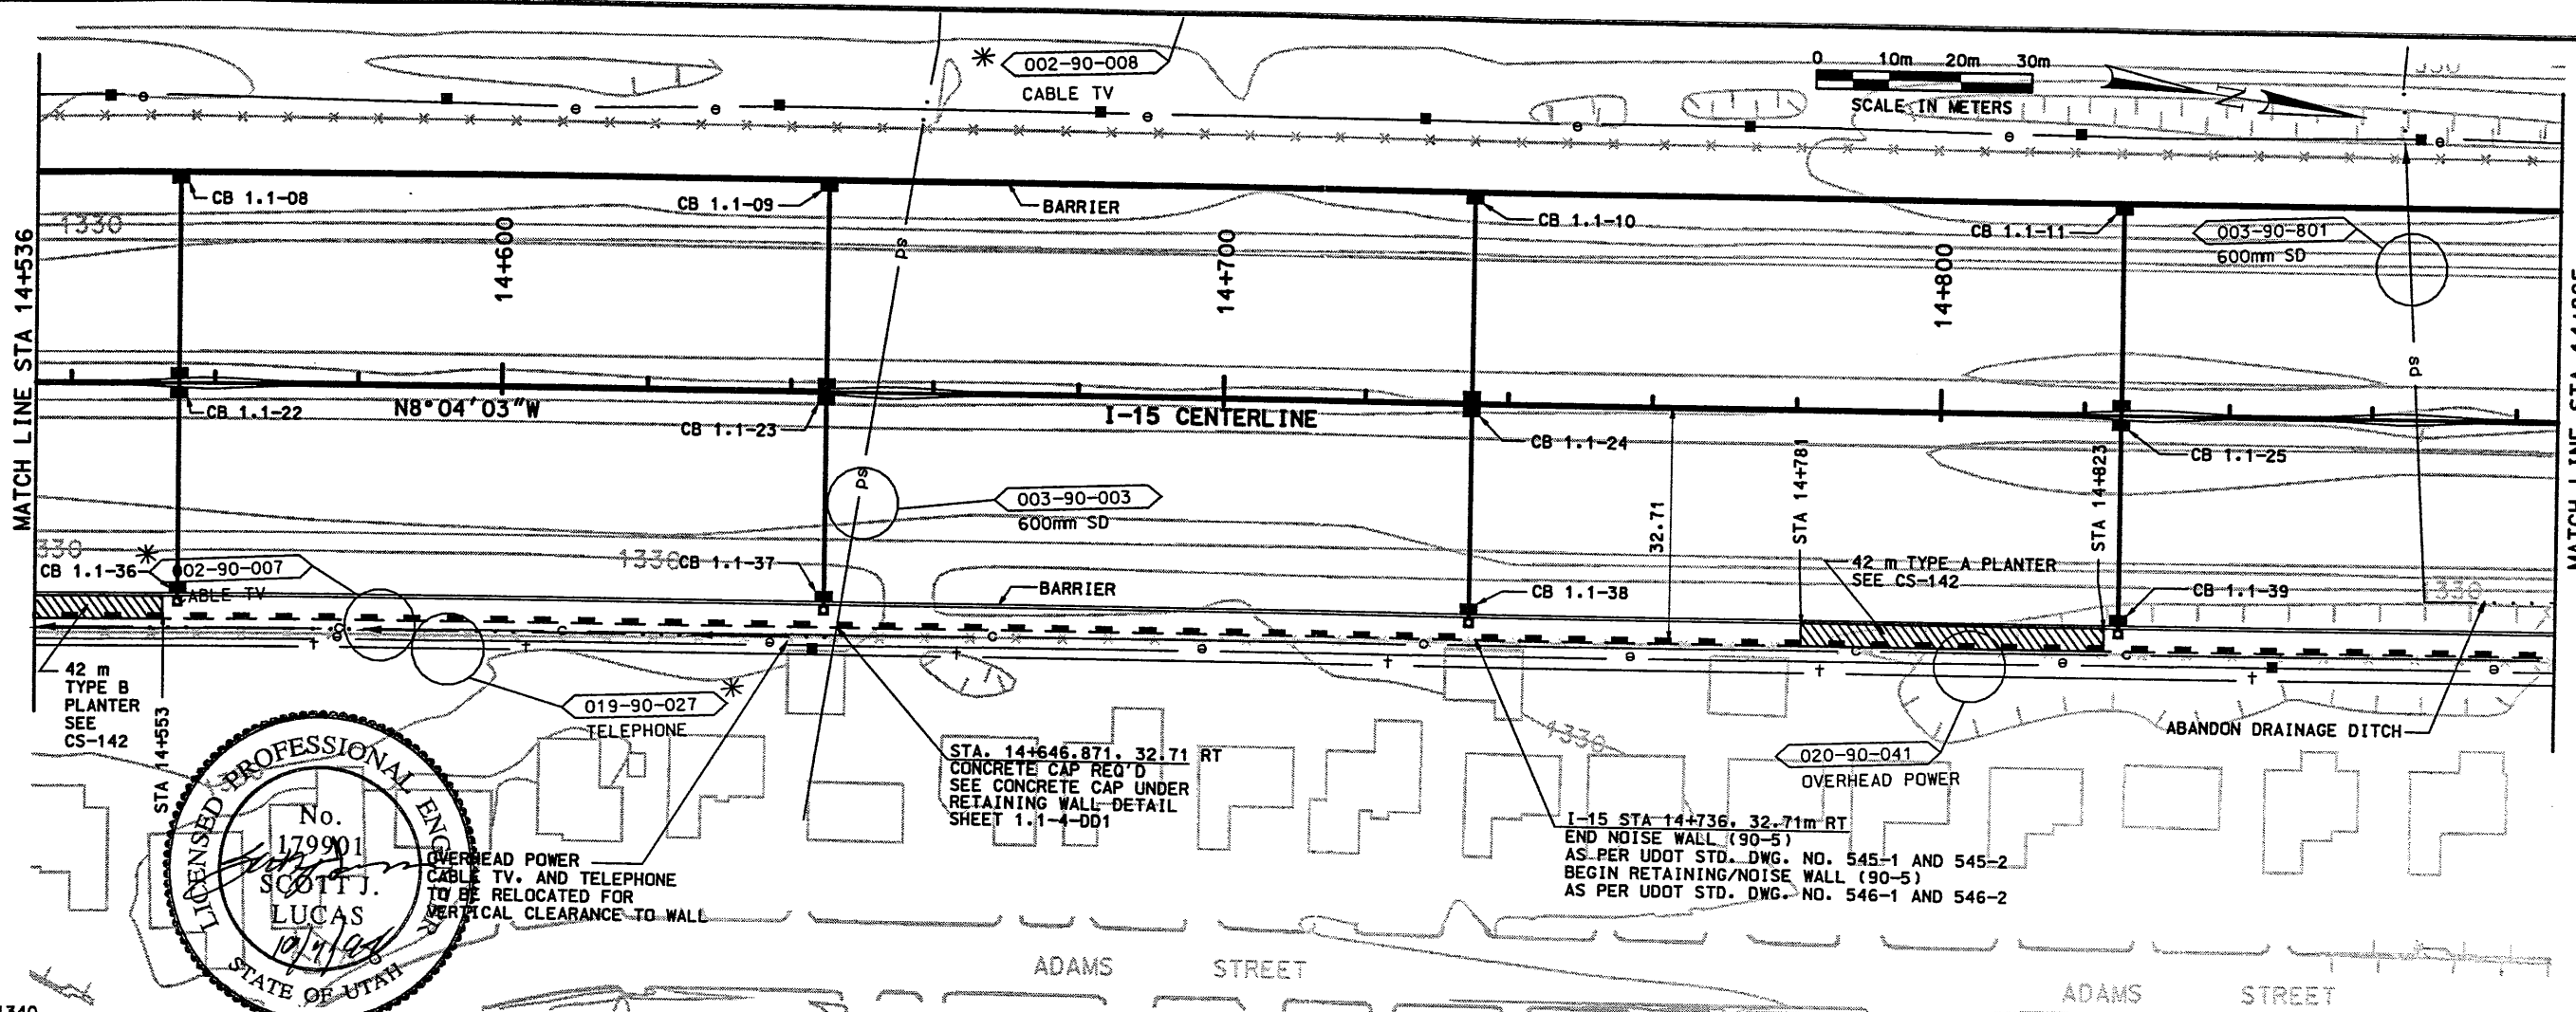 002-90-008
CABLE TV
0 10m 20m 30m
SCALE IN METERS
N
330
MATCH LINE STA 14+536
1330
CB 1.1-08
14+600
CB 1.1-09
sd
BARRIER
14+700
CB 1.1-10
14+800
CB 1.1-11
003-90-801
600mm SD
sd
CB 1.1-22
N8°04'03"W
CB 1.1-23
I-15 CENTERLINE
CB 1.1-24
CB 1.1-25
sd
003-90-003
600mm SD
32.71
STA 14+781
STA 14+823
330
CB 1.1-36
002-90-007
CABLE TV
1330
CB 1.1-37
BARRIER
CB 1.1-38
42 m TYPE A PLANTER
SEE CS-142
CB 1.1-39
1330
42 m
TYPE B
PLANTER
SEE
CS-142
STA 14+553
019-90-027
TELEPHONE
STA. 14+646.871, 32.71 RT
CONCRETE CAP REQ'D
SEE CONCRETE CAP UNDER
RETAINING WALL DETAIL
SHEET 1.1-4-DD1
1330
020-90-041
OVERHEAD POWER
ABANDON DRAINAGE DITCH
I-15 STA 14+736, 32.71m RT
END NOISE WALL (90-5)
AS PER UDOT STD. DWG. NO. 545-1 AND 545-2
BEGIN RETAINING/NOISE WALL (90-5)
AS PER UDOT STD. DWG. NO. 546-1 AND 546-2
OVERHEAD POWER
CABLE TV. AND TELEPHONE
TO BE RELOCATED FOR
VERTICAL CLEARANCE TO WALL
LICENSED PROFESSIONAL ENGINEER
No.
179901
SCOTT J.
LUCAS
STATE OF UTAH
ADAMS STREET
ADAMS STREET
1340